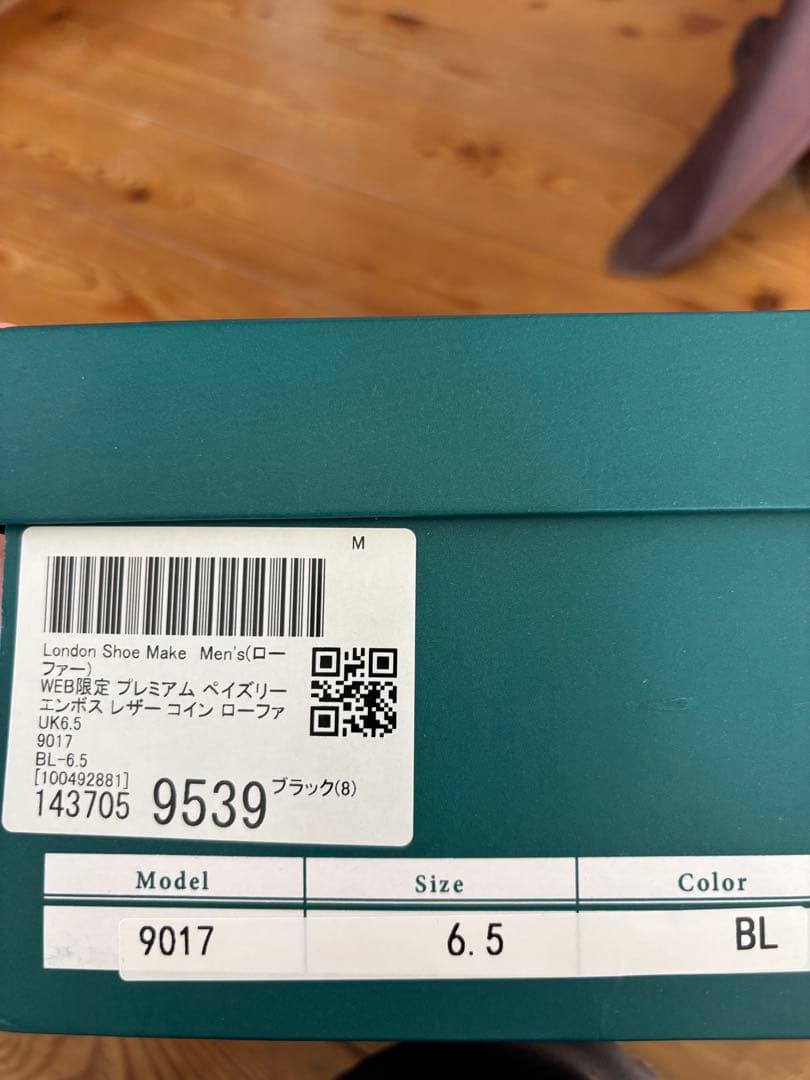 M
London Shoe Make Men's(ロー
ファー)
WEB限定 プレミアム ペイズリー
エンボス レザー コイン ローファ
UK6.5
9017
BL-6.5
[100492881]
143705 9539 ブラック(8)
Model Size Color
9017 6.5 BL